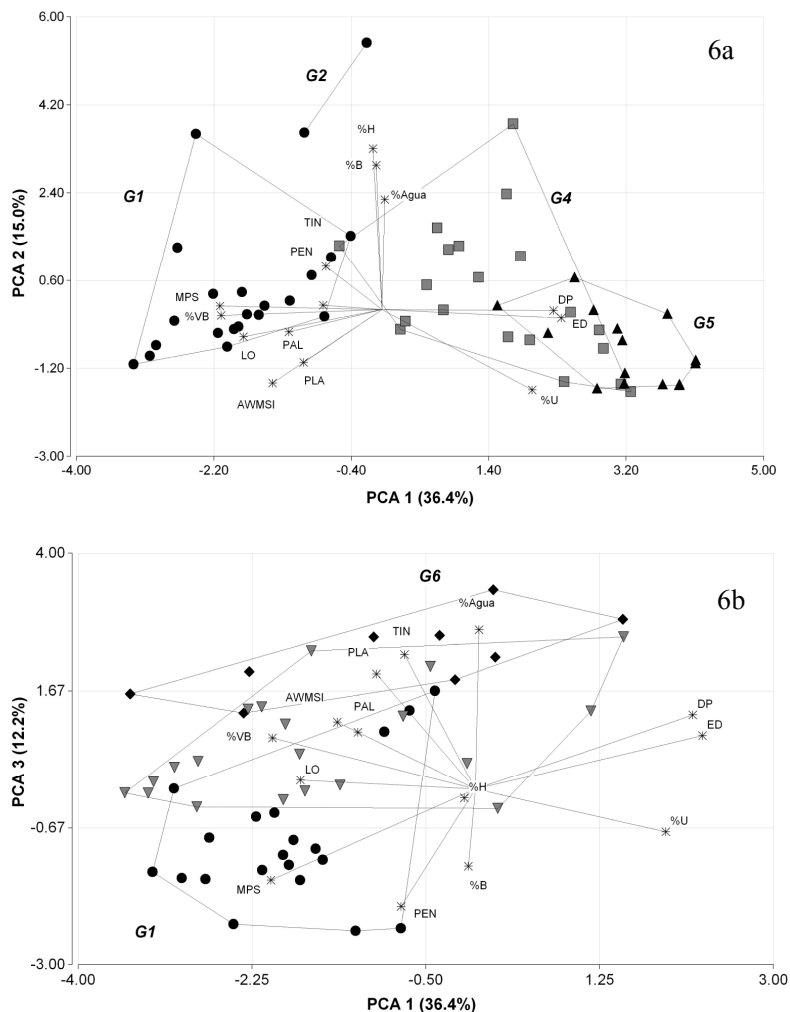 6.00
6a
G2
4.20
%H
%B
G1
2.40
%Agua
G4
TIN
PEN
PCA 2 (15.0%)
0.60
MPS
DP
G5
%VB
ED
LO
PAL
-1.20
PLA
AWMSI
%U
-3.00
-4.00 -2.20 -0.40 1.40 3.20 5.00
PCA 1 (36.4%)
4.00
G6
6b
%Agua
TIN
PLA
1.67
AWMSI
PAL
DP
%VB
ED
PCA 3 (12.2%)
LO
%H
-0.67
%U
MPS
%B
PEN
G1
-3.00
-4.00 -2.25 -0.50 1.25 3.00
PCA 1 (36.4%)